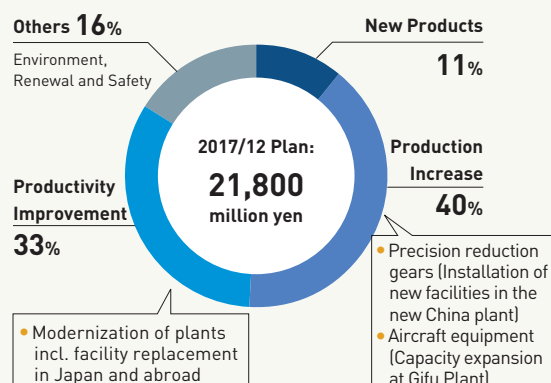 Others 16%
Environment,
Renewal and Safety
New Products
11%
2017/12 Plan:
21,800
million yen
Production
Increase
40%
Productivity
Improvement
33%
• Precision reduction
gears (Installation of
new facilities in the
new China plant)
• Aircraft equipment
(Capacity expansion
at Gifu Plant)
• Modernization of plants
incl. facility replacement
in Japan and abroad